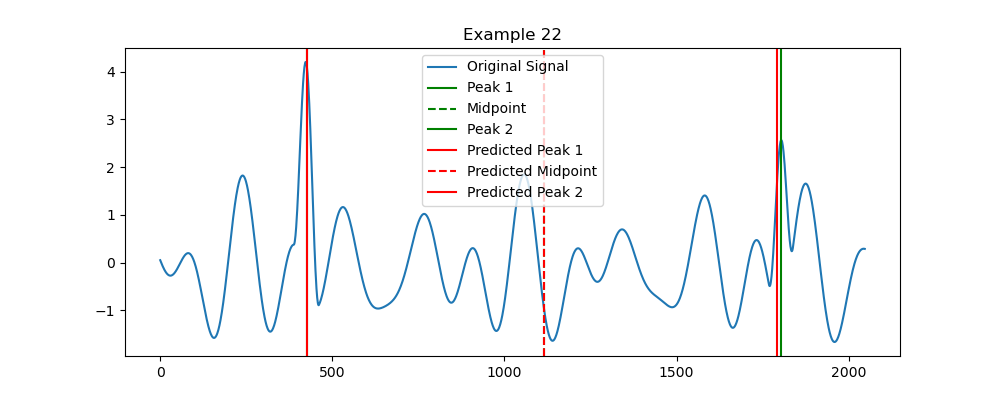 Example 22
Original Signal
Peak 1
Midpoint
Peak 2
Predicted Peak 1
Predicted Midpoint
Predicted Peak 2
4
3
2
1
0
−1
0 500 1000 1500 2000